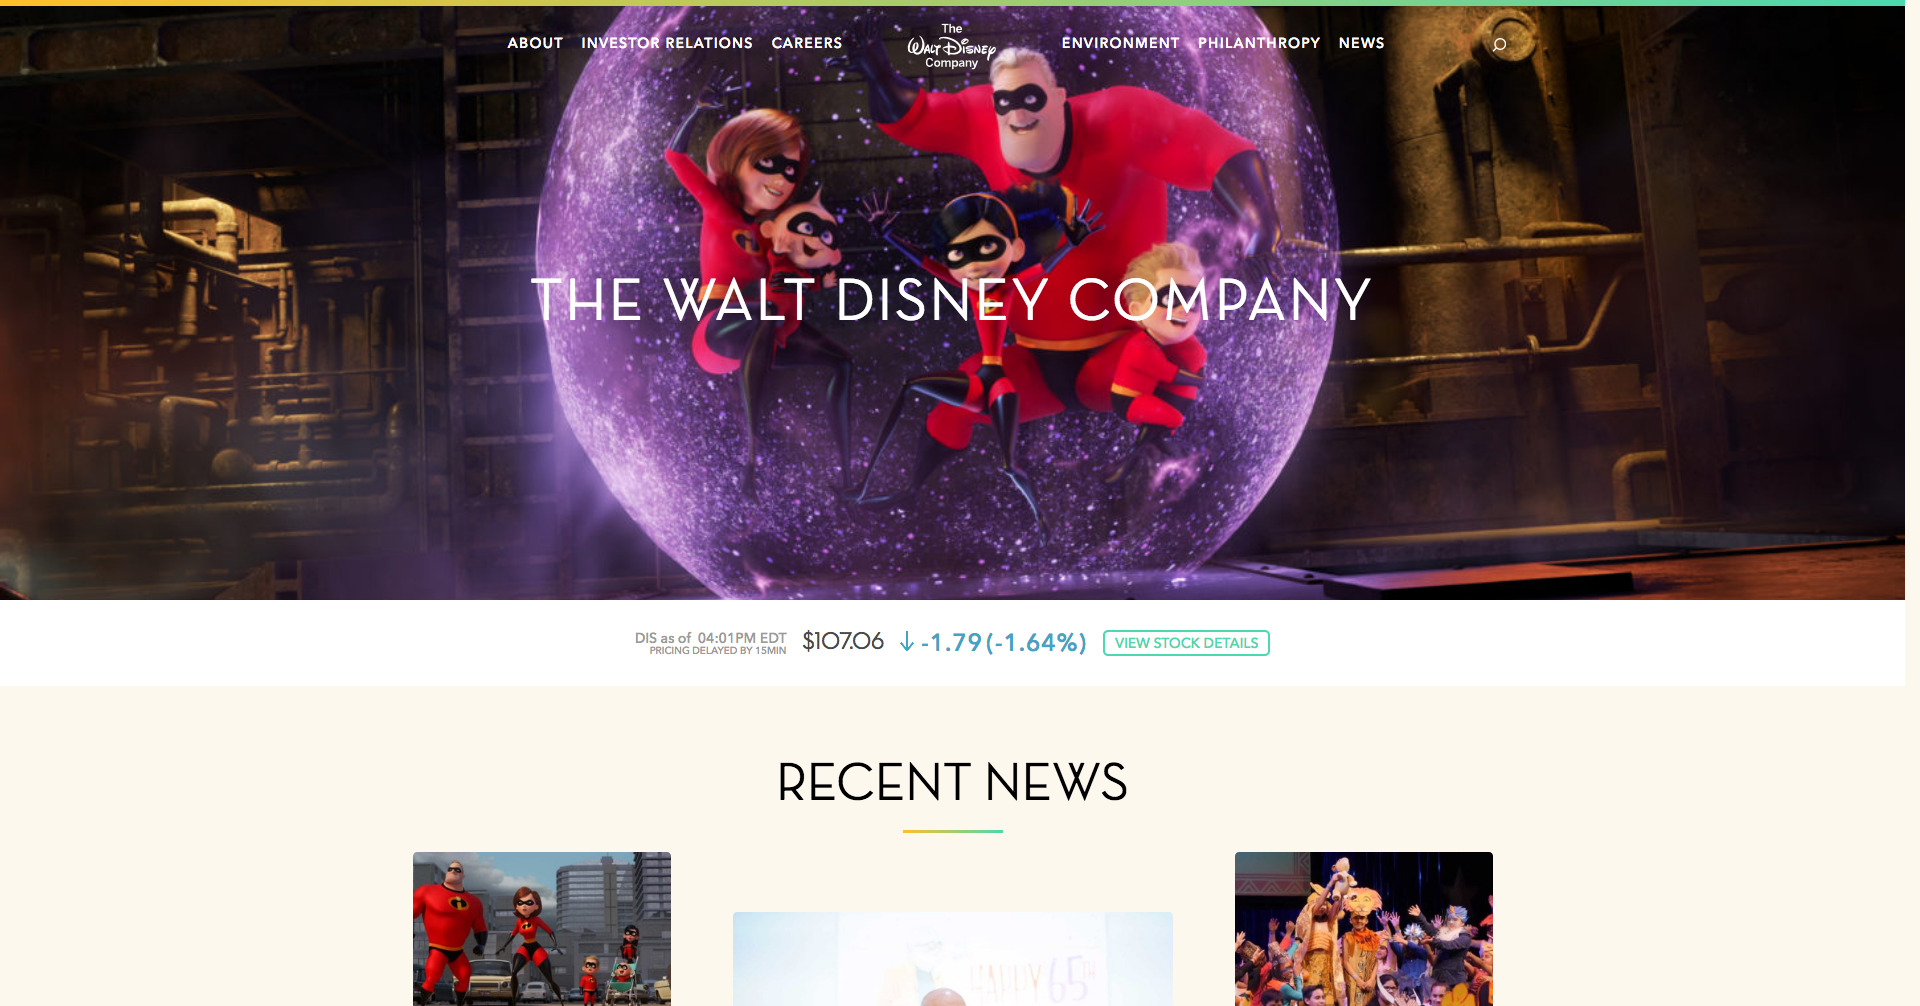 ABOUT INVESTOR RELATIONS CAREERS
The
Walt Disney
Company
ENVIRONMENT PHILANTHROPY NEWS
THE WALT DISNEY COMPANY
DIS as of 04:01PM EDT
PRICING DELAYED BY 15MIN
$107.06
-1.79 (-1.64%)
VIEW STOCK DETAILS
RECENT NEWS
HAPPY 65TH